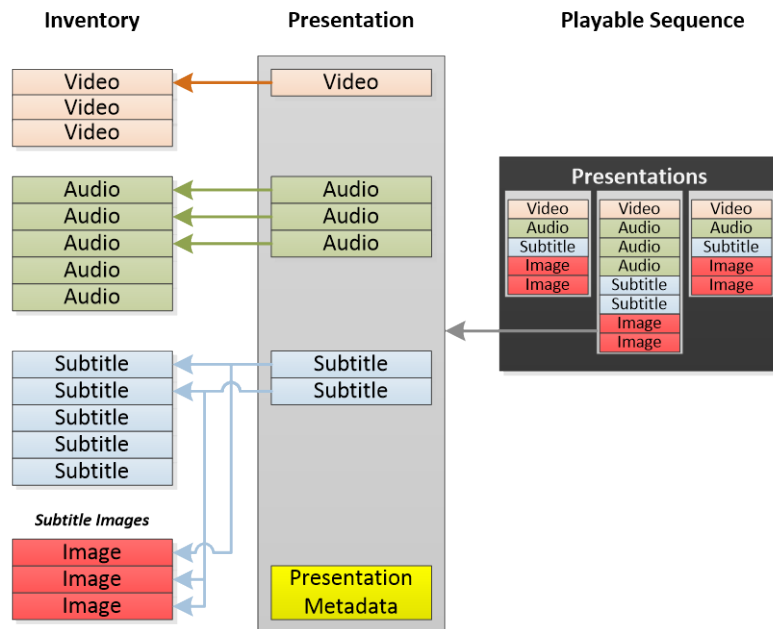 Inventory
Presentation
Playable Sequence
Video
Video
Video
Audio
Audio
Audio
Audio
Audio
Subtitle
Subtitle
Subtitle
Subtitle
Subtitle
Subtitle Images
Image
Image
Image
Video
Audio
Audio
Audio
Subtitle
Subtitle
Presentation
Metadata
Presentations
Video
Audio
Subtitle
Image
Image
Video
Audio
Audio
Audio
Subtitle
Subtitle
Image
Image
Video
Audio
Subtitle
Image
Image